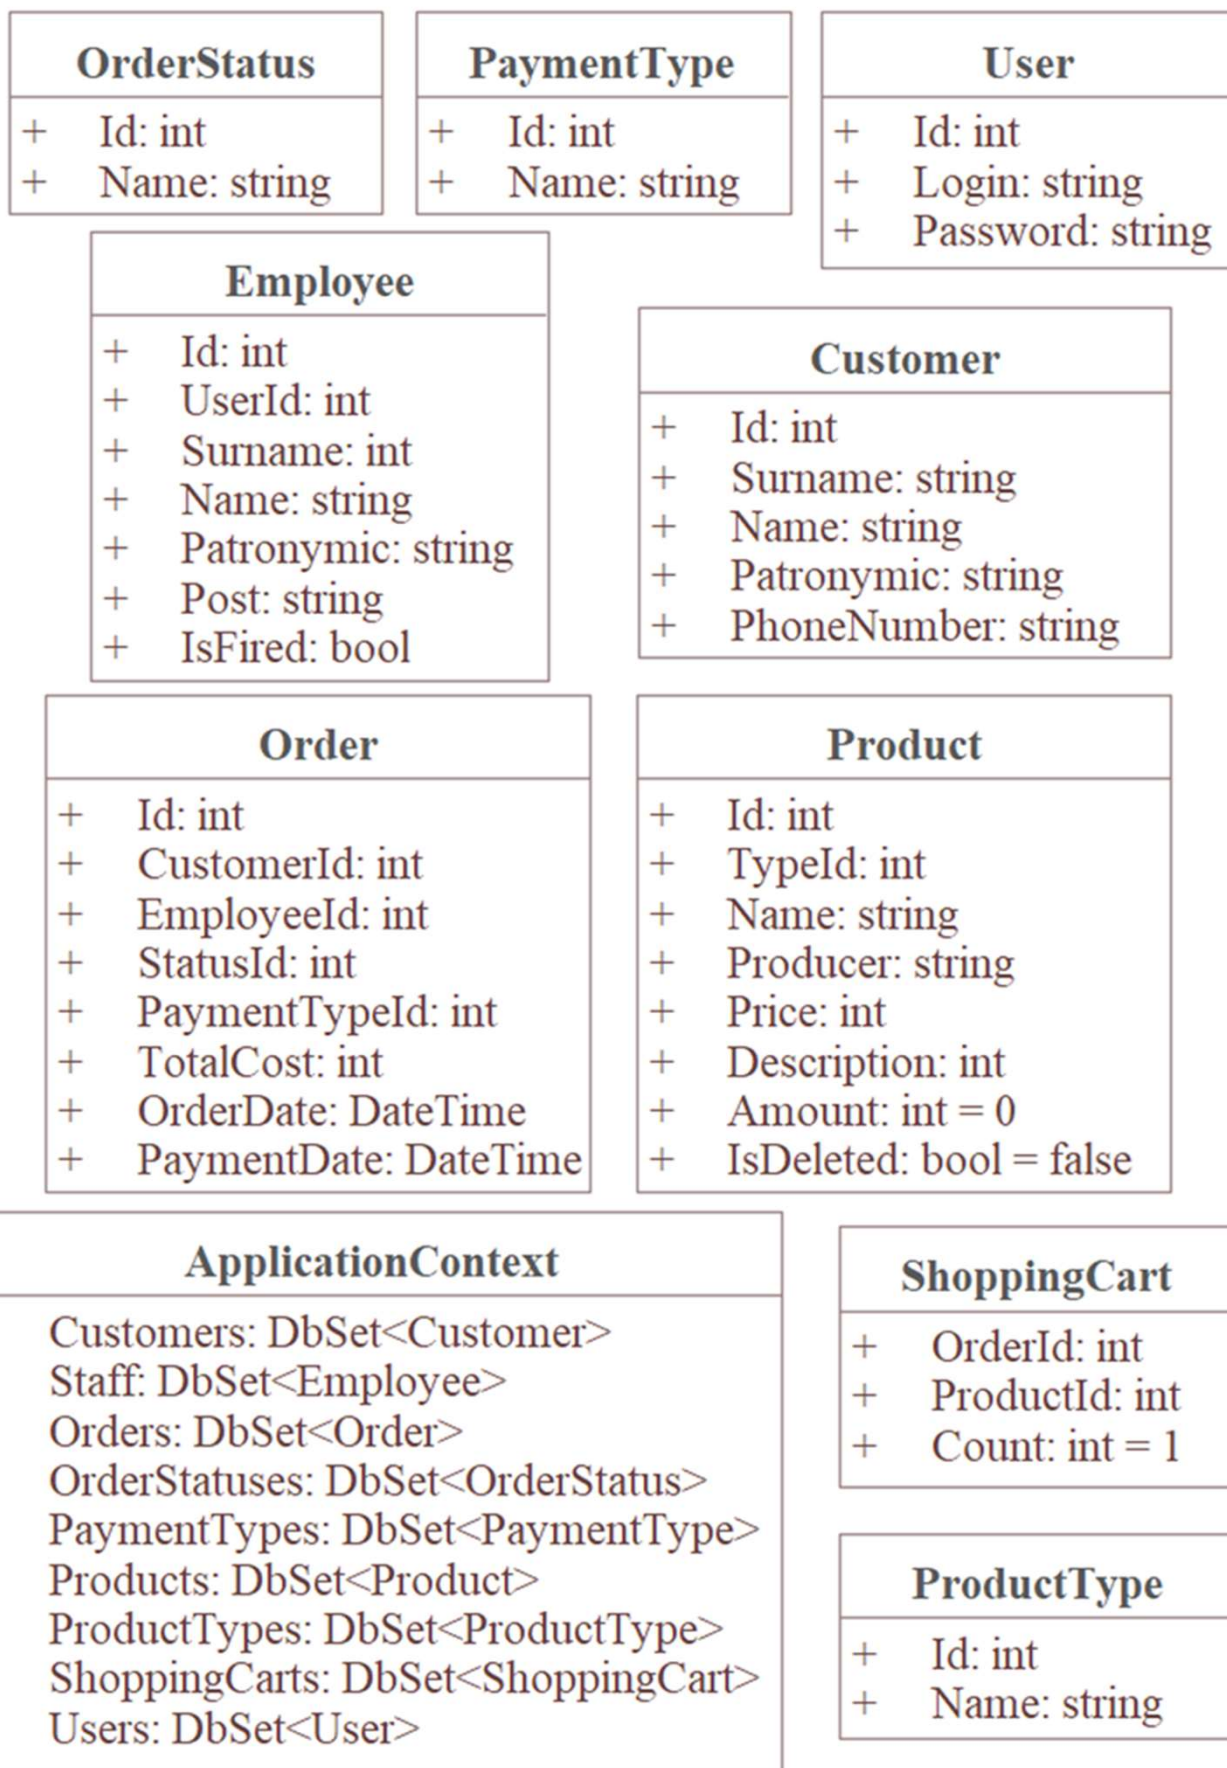 OrderStatus
+ Id: int
+ Name: string
PaymentType
+ Id: int
+ Name: string
User
+ Id: int
+ Login: string
+ Password: string
Employee
+ Id: int
+ UserId: int
+ Surname: int
+ Name: string
+ Patronymic: string
+ Post: string
+ IsFired: bool
Customer
+ Id: int
+ Surname: string
+ Name: string
+ Patronymic: string
+ PhoneNumber: string
Order
+ Id: int
+ CustomerId: int
+ EmployeeId: int
+ StatusId: int
+ PaymentTypeId: int
+ TotalCost: int
+ OrderDate: DateTime
+ PaymentDate: DateTime
Product
+ Id: int
+ TypeId: int
+ Name: string
+ Producer: string
+ Price: int
+ Description: int
+ Amount: int = 0
+ IsDeleted: bool = false
ApplicationContext
Customers: DbSet<Customer>
Staff: DbSet<Employee>
Orders: DbSet<Order>
OrderStatuses: DbSet<OrderStatus>
PaymentTypes: DbSet<PaymentType>
Products: DbSet<Product>
ProductTypes: DbSet<ProductType>
ShoppingCarts: DbSet<ShoppingCart>
Users: DbSet<User>
ShoppingCart
+ OrderId: int
+ ProductId: int
+ Count: int = 1
ProductType
+ Id: int
+ Name: string